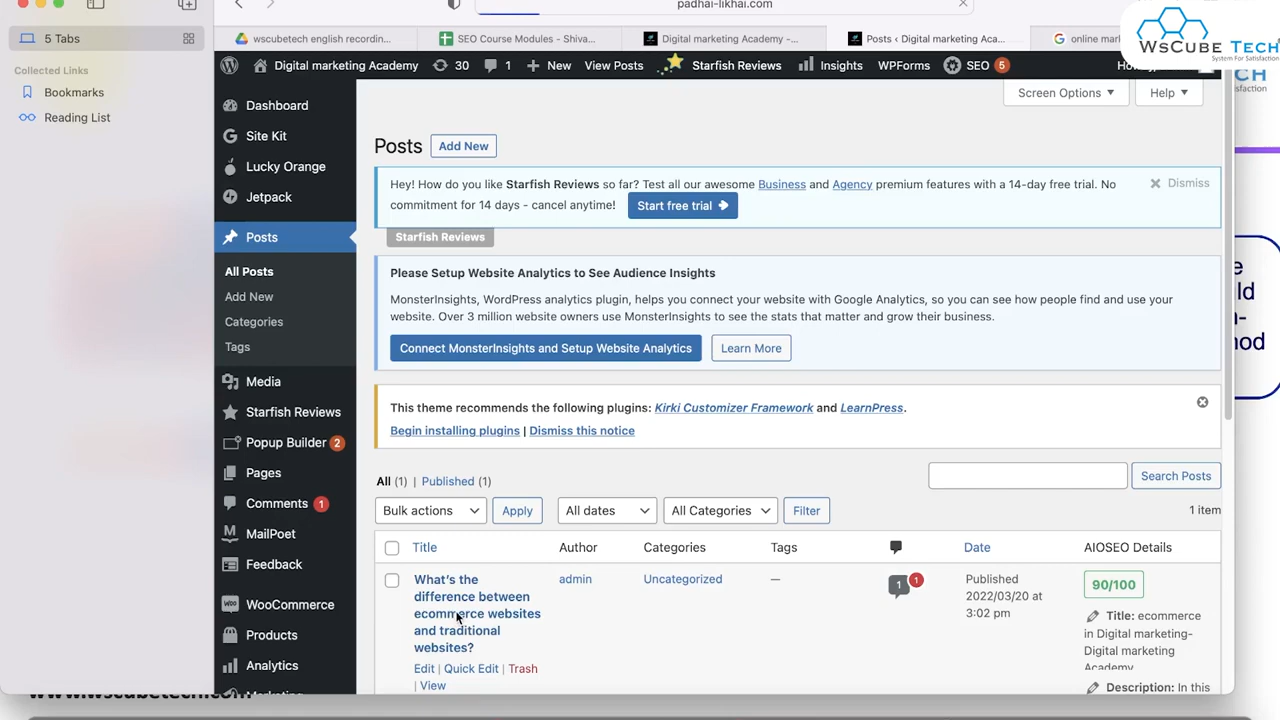 padhai-likhai.com
5 Tabs
Collected Links
Bookmarks
Reading List
wscubetech english recordin...
SEO Course Modules - Shiva...
Digital marketing Academy -...
Posts ‹ Digital marketing Aca...
online mark
WsCube Tech
System For Satisfaction
Digital marketing Academy
30
1
New
View Posts
Starfish Reviews
Insights
WPForms
SEO 5
Dashboard
Site Kit
Lucky Orange
Jetpack
Posts
All Posts
Add New
Categories
Tags
Media
Starfish Reviews
Popup Builder 2
Pages
Comments 1
MailPoet
Feedback
WooCommerce
Products
Analytics
Screen Options
Help
Posts
Add New
Hey! How do you like Starfish Reviews so far? Test all our awesome Business and Agency premium features with a 14-day free trial. No
commitment for 14 days - cancel anytime! Start free trial
Dismiss
Starfish Reviews
Please Setup Website Analytics to See Audience Insights
MonsterInsights, WordPress analytics plugin, helps you connect your website with Google Analytics, so you can see how people find and use your
website. Over 3 million website owners use MonsterInsights to see the stats that matter and grow their business.
Connect MonsterInsights and Setup Website Analytics
Learn More
This theme recommends the following plugins: Kirki Customizer Framework and LearnPress.
Begin installing plugins | Dismiss this notice
All (1) | Published (1)
Search Posts
Bulk actions
Apply
All dates
All Categories
Filter
1 item
Title
Author
Categories
Tags
Date
AIOSEO Details
What's the
difference between
ecommerce websites
and traditional
websites?
Edit | Quick Edit | Trash
| View
admin
Uncategorized
—
1 1
Published
2022/03/20 at
3:02 pm
90/100
Title: ecommerce
in Digital marketing-
Digital marketing
Academy
Description: In this